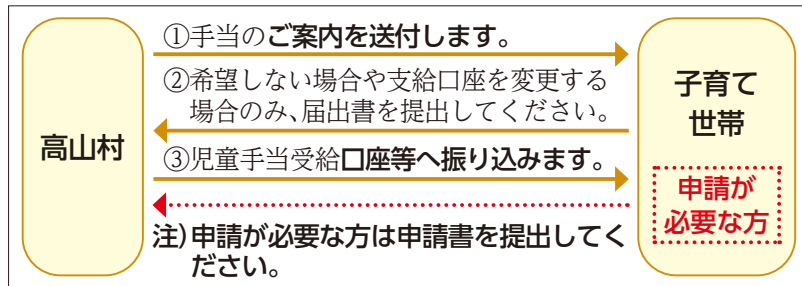 高山村
①手当のご案内を送付します。
②希望しない場合や支給口座を変更する
場合のみ、届出書を提出してください。
③児童手当受給口座等へ振り込みます。
注)申請が必要な方は申請書を提出してく
ださい。
子育て
世帯
申請が
必要な方